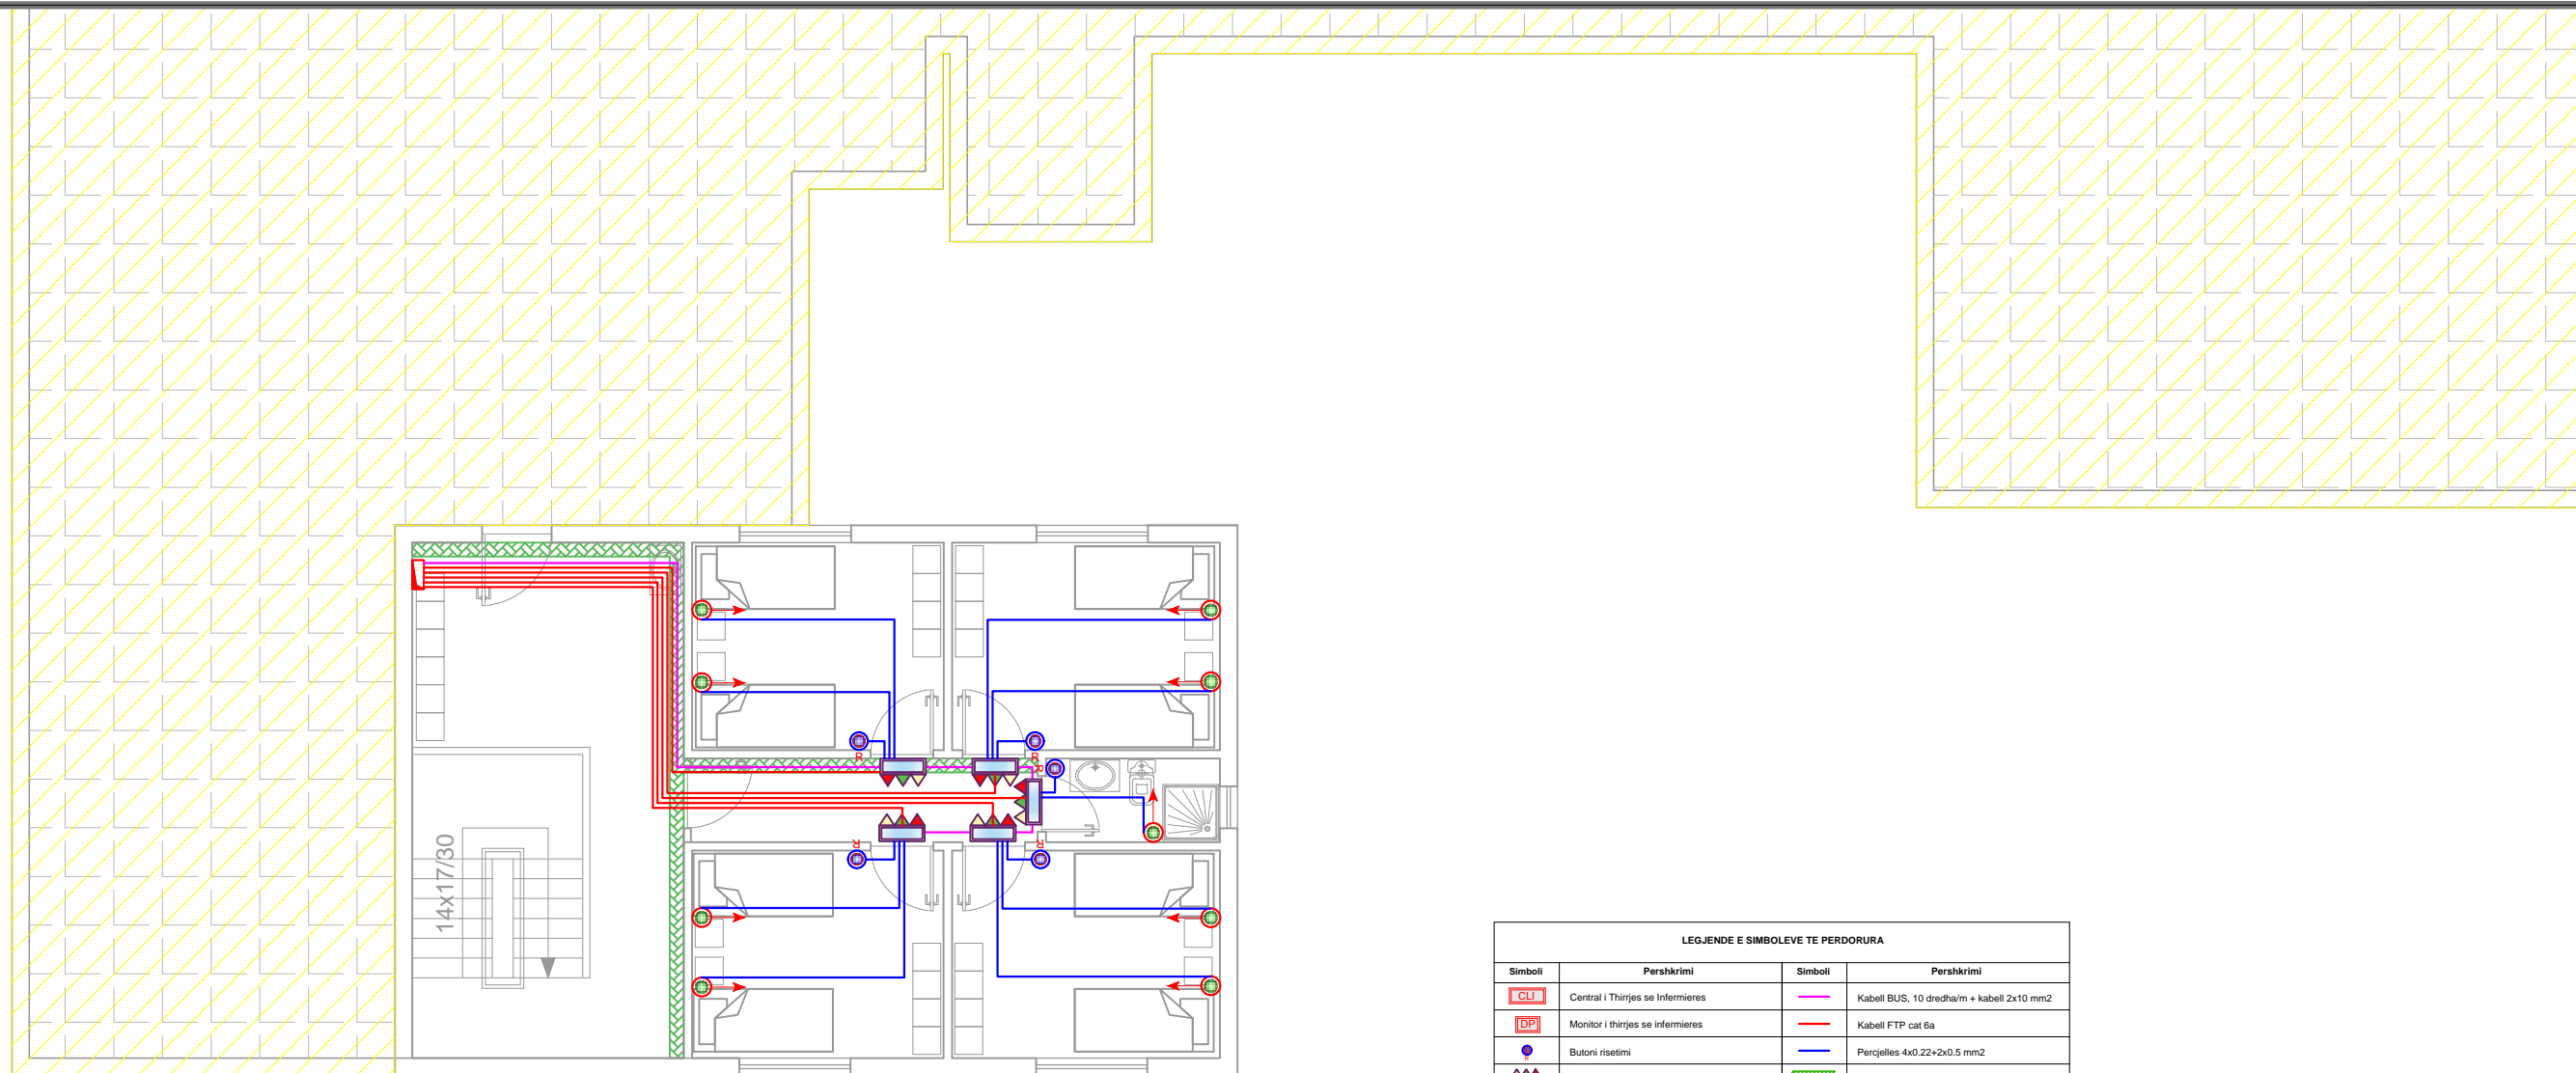 R
R
R
R
R
14x17/30
LEGJENDE E SIMBOLEVE TE PERDORURA
Simboli Pershkrimi Simboli Pershkrimi
CLI Central i Thirrjes se Infermieres Kabell BUS, 10 dredha/m + kabell 2x10 mm2
DP Monitor i thirrjes se infermieres Kabell FTP cat 6a
R Butoni risetimi Percjelles 4x0.22+2x0.5 mm2